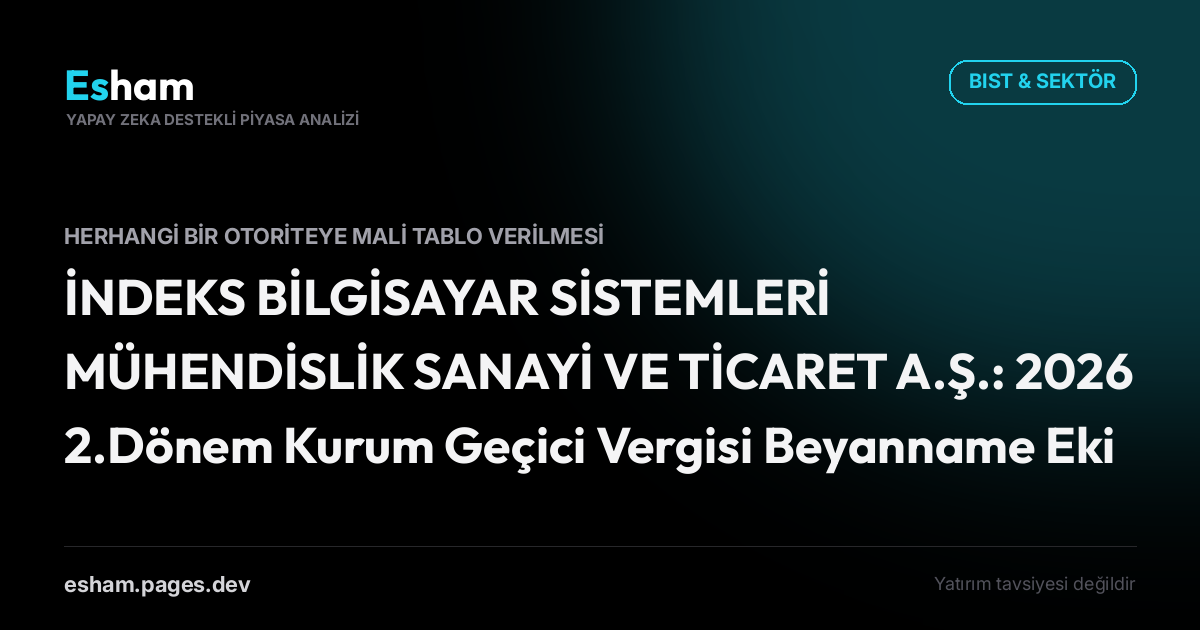 Esham
BIST & SEKTÖR
YAPAY ZEKA DESTEKLİ PİYASA ANALİZİ
HERHANGİ BİR OTORİTEYE MALİ TABLO VERİLMESİ
İNDEKS BİLGİSAYAR SİSTEMLERİ
MÜHENDİSLİK SANAYİ VE TİCARET A.Ş.: 2026
2.Dönem Kurum Geçici Vergisi Beyanname Eki
esham.pages.dev
Yatırım tavsiyesi değildir